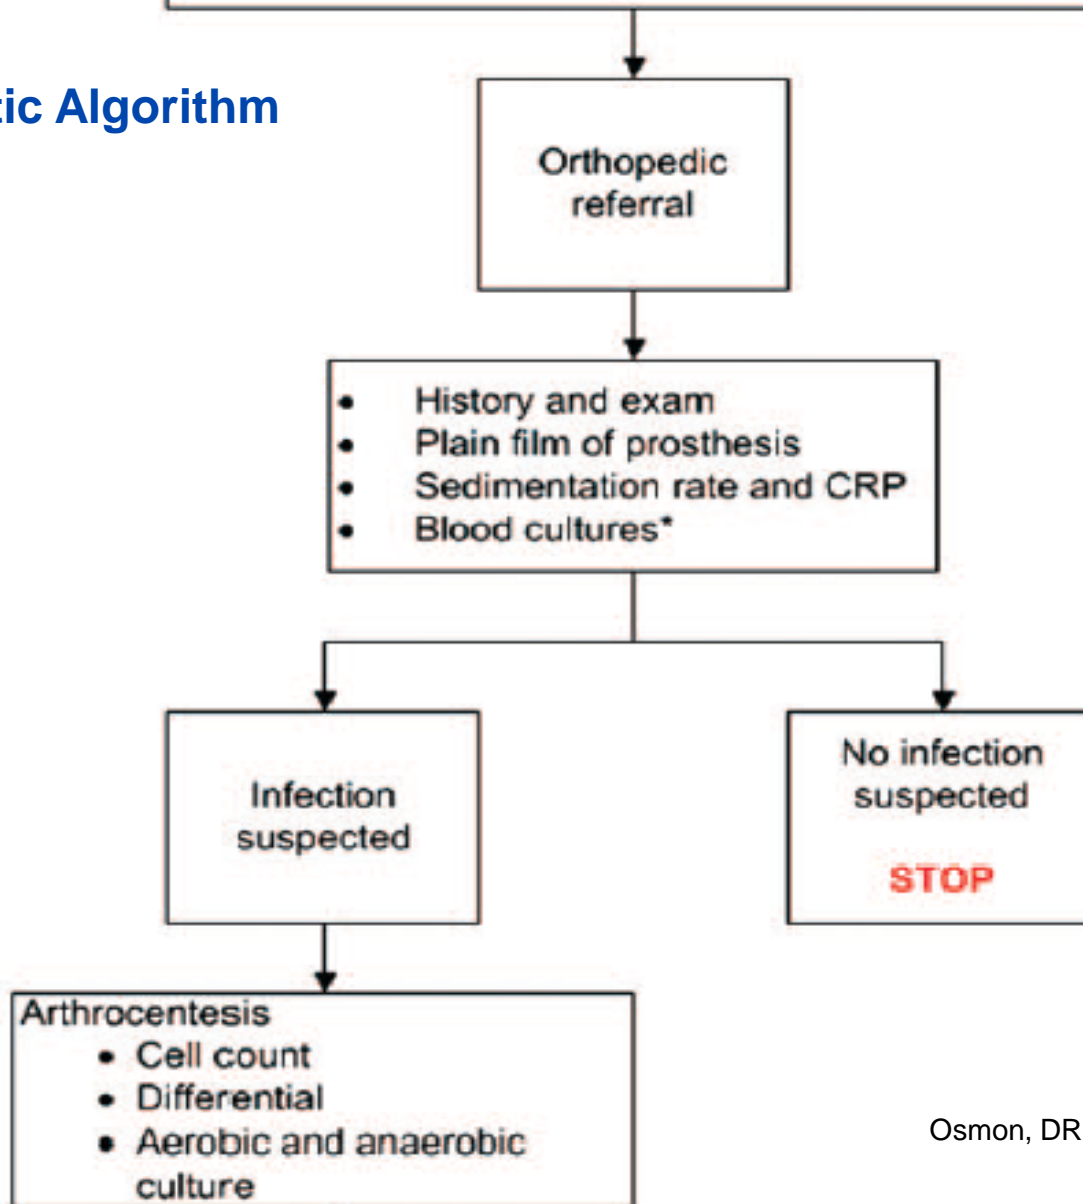 tic Algorithm
Orthopedic
referral
• History and exam
• Plain film of prosthesis
• Sedimentation rate and CRP
• Blood cultures*
Infection
suspected
No infection
suspected
STOP
Arthrocentesis
• Cell count
• Differential
• Aerobic and anaerobic
culture
Osmon, DR